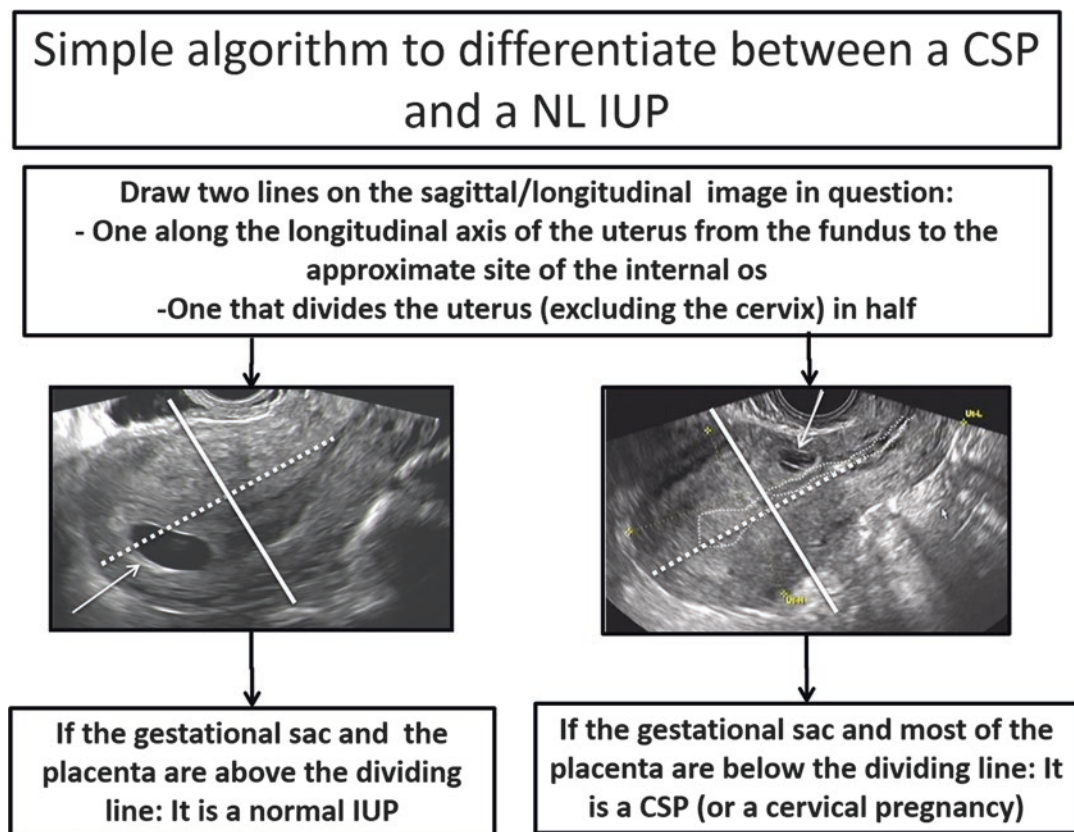 Simple algorithm to differentiate between a CSP
and a NL IUP
Draw two lines on the sagittal/longitudinal  image in question:
- One along the longitudinal axis of the uterus from the fundus to the
approximate site of the internal os
-One that divides the uterus (excluding the cervix) in half
Ut-L
Ut-H
If the gestational sac and  the
placenta are above the dividing
line: It is a normal IUP
If the gestational sac and most of the
placenta are below the dividing line: It
is a CSP (or a cervical pregnancy)